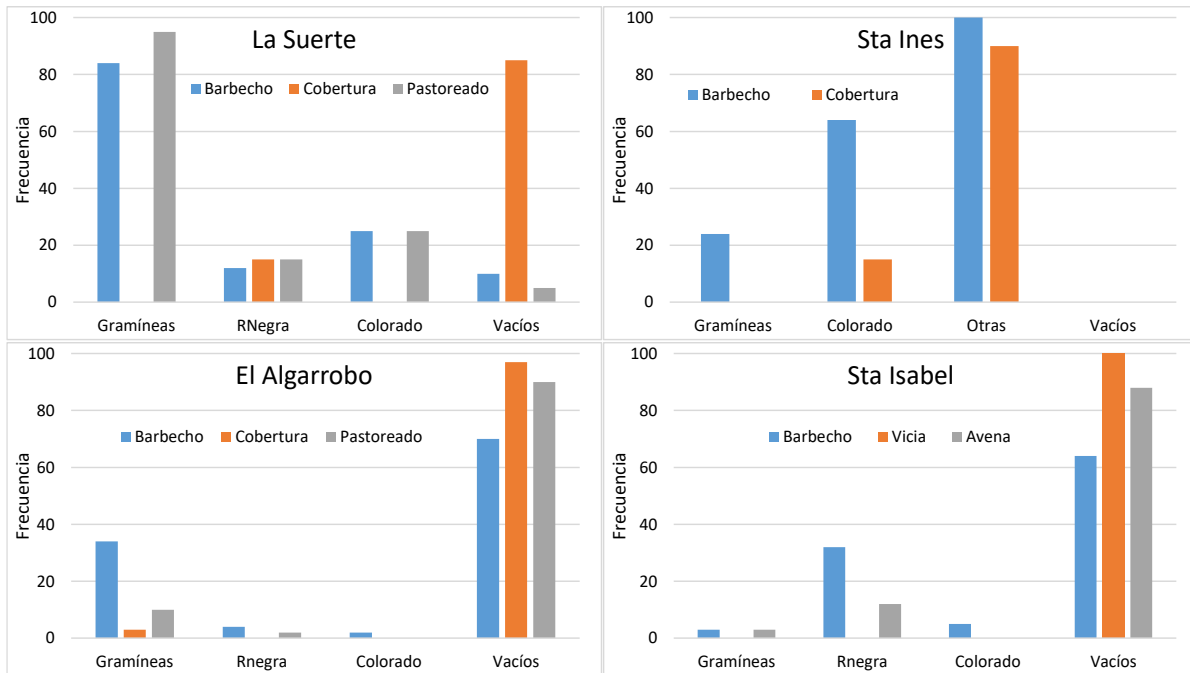 La Suerte
Barbecho Cobertura Pastoreado
Frecuencia
100
80
60
40
20
0
Gramíneas RNegra Colorado Vacíos
Sta Ines
Barbecho Cobertura
Frecuencia
100
80
60
40
20
0
Gramíneas Colorado Otras Vacíos
El Algarrobo
Barbecho Cobertura Pastoreado
Frecuencia
100
80
60
40
20
0
Gramíneas Rnegra Colorado Vacíos
Sta Isabel
Barbecho Vicia Avena
Frecuencia
100
80
60
40
20
0
Gramíneas Rnegra Colorado Vacíos